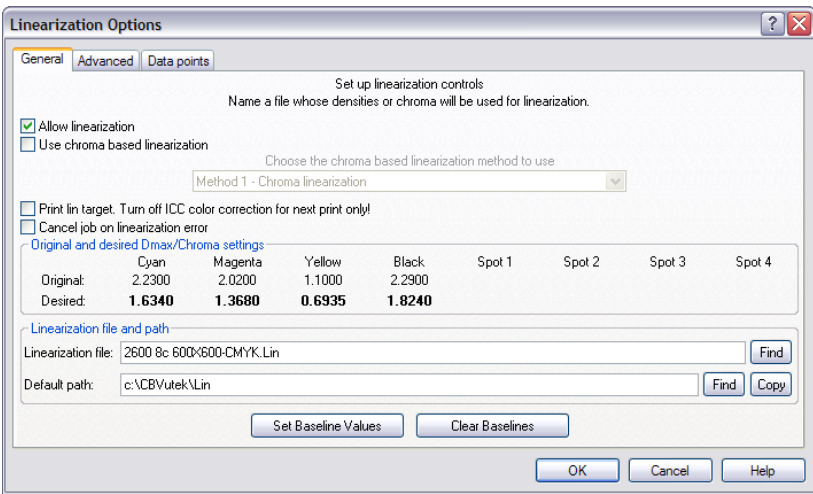 Linearization Options
General Advanced Data points
Set up linearization controls
Name a file whose densities or chroma will be used for linearization.
Allow linearization
Use chroma based linearization
Choose the chroma based linearization method to use
Method 1 - Chroma linearization
Print lin target. Turn off ICC color correction for next print only!
Cancel job on linearization error
Original and desired Dmax/Chroma settings
Cyan Magenta Yellow Black Spot 1 Spot 2 Spot 3 Spot 4
Original: 2.2300 2.0200 1.1000 2.2900
Desired: 1.6340 1.3680 0.6935 1.8240
Linearization file and path
Linearization file: 2600 8c 600X600-CMYK.Lin Find
Default path: c:\CBVutek\Lin Find Copy
Set Baseline Values Clear Baselines
OK Cancel Help